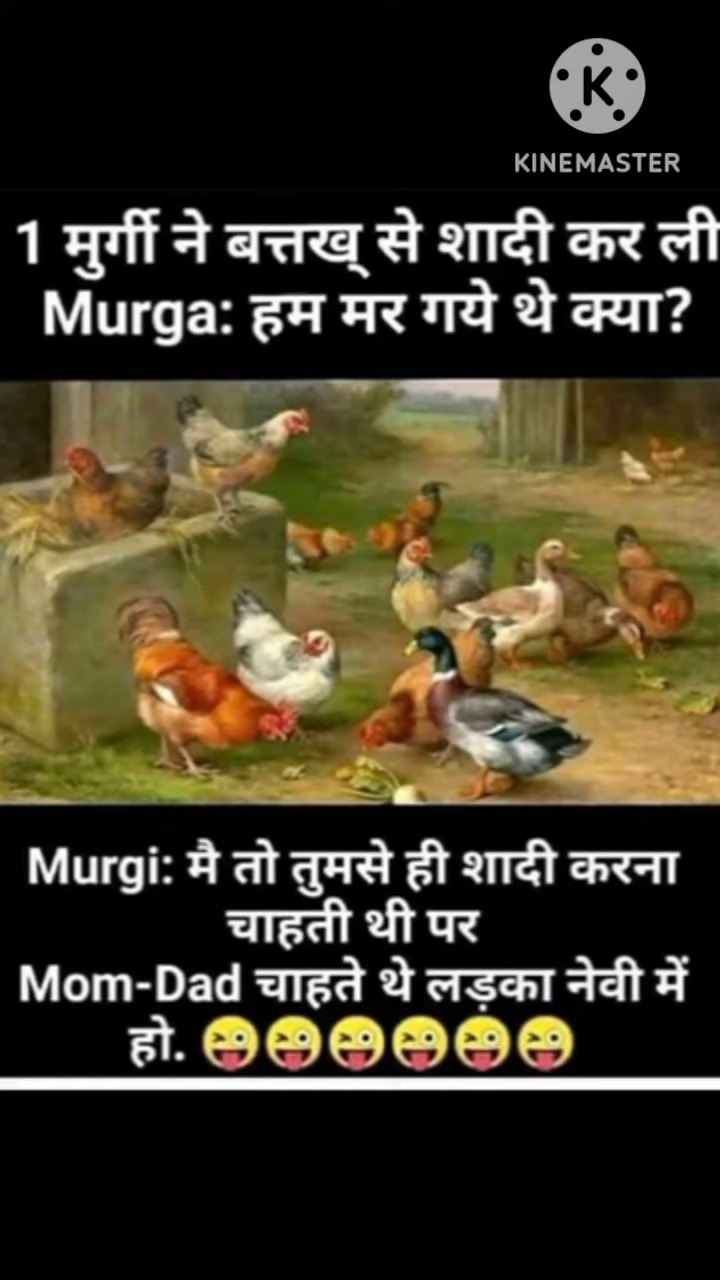 KINEMASTER
1 मुर्गी ने बत्तख् से शादी कर ली
Murga: हम मर गये थे क्या?
Murgi: मै तो तुमसे ही शादी करना
चाहती थी पर
Mom-Dad चाहते थे लड़का नेवी में
हो. 😜😜😜😜😜😜